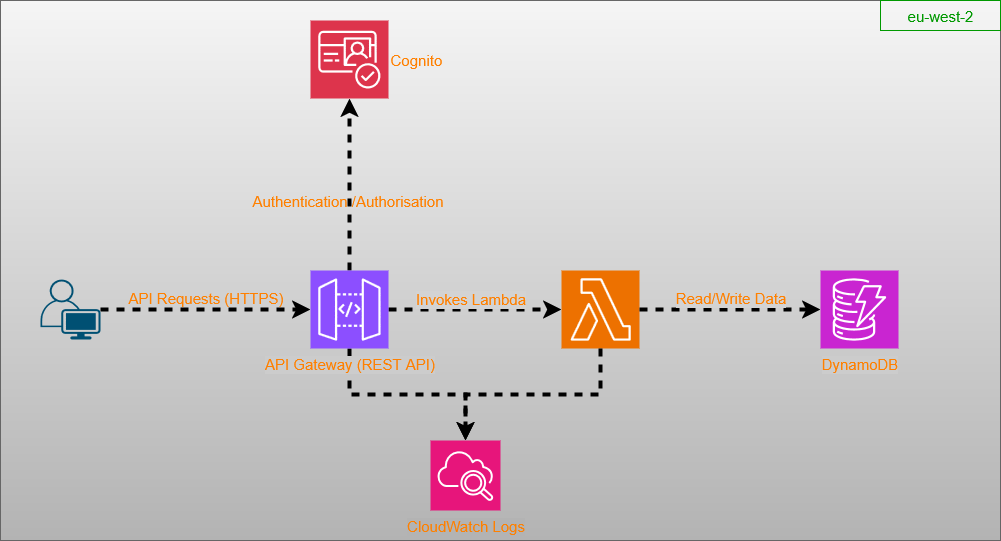 eu-west-2
Cognito
Authentication/Authorisation
API Requests (HTTPS)
Invokes Lambda
Read/Write Data
API Gateway (REST API)
DynamoDB
CloudWatch Logs